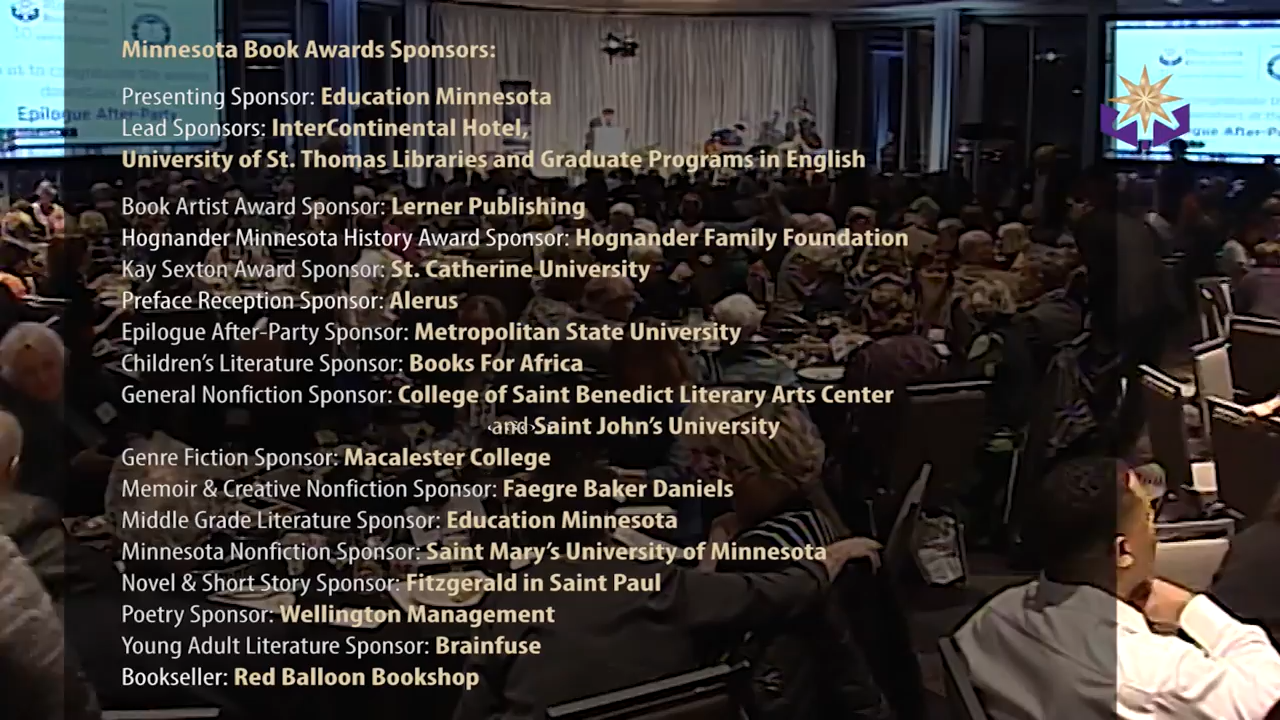 Minnesota Book Awards Sponsors:
Presenting Sponsor: Education Minnesota
Lead Sponsors: InterContinental Hotel,
University of St. Thomas Libraries and Graduate Programs in English
Book Artist Award Sponsor: Lerner Publishing
Hognander Minnesota History Award Sponsor: Hognander Family Foundation
Kay Sexton Award Sponsor: St. Catherine University
Preface Reception Sponsor: Alerus
Epilogue After-Party Sponsor: Metropolitan State University
Children's Literature Sponsor: Books For Africa
General Nonfiction Sponsor: College of Saint Benedict Literary Arts Center
and Saint John's University
Genre Fiction Sponsor: Macalester College
Memoir & Creative Nonfiction Sponsor: Faegre Baker Daniels
Middle Grade Literature Sponsor: Education Minnesota
Minnesota Nonfiction Sponsor: Saint Mary's University of Minnesota
Novel & Short Story Sponsor: Fitzgerald in Saint Paul
Poetry Sponsor: Wellington Management
Young Adult Literature Sponsor: Brainfuse
Bookseller: Red Balloon Bookshop
Epilogue After-Party